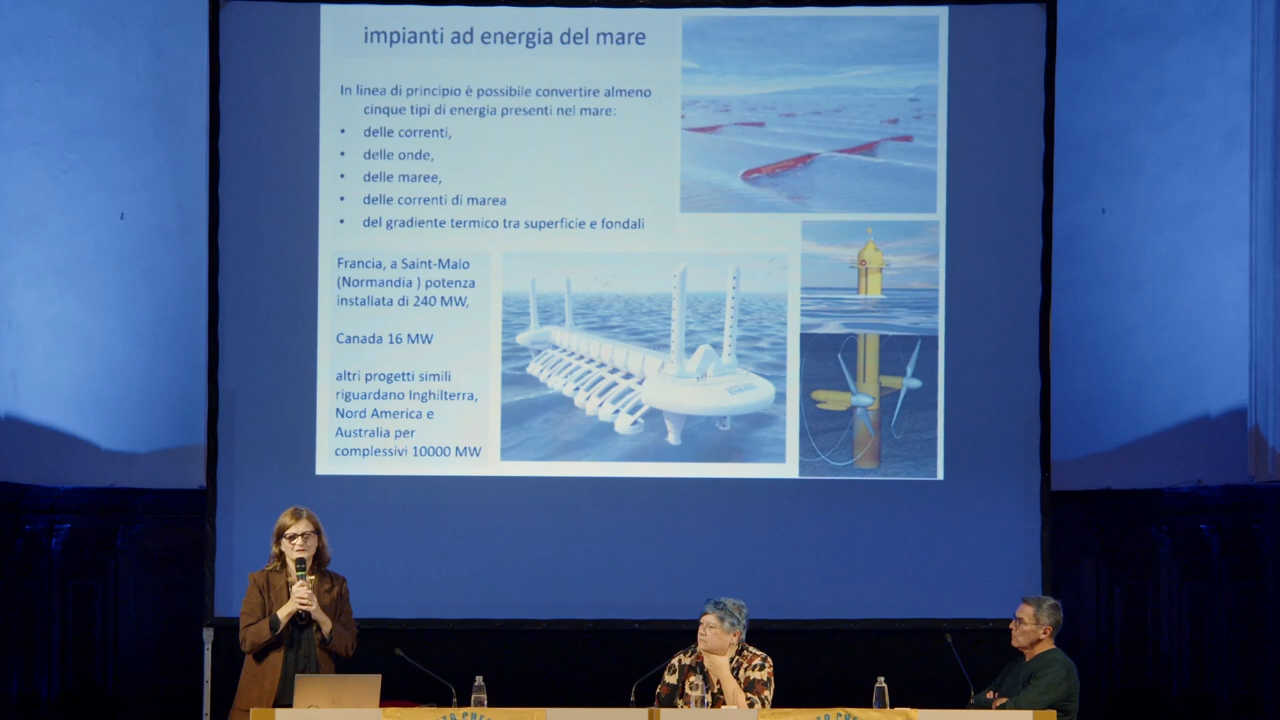 impianti ad energia del mare
In linea di principio è possibile convertire almeno
cinque tipi di energia presenti nel mare:
• delle correnti,
• delle onde,
• delle maree,
• delle correnti di marea
• del gradiente termico tra superficie e fondali
Francia, a Saint-Malo
(Normandia ) potenza
installata di 240 MW,
Canada 16 MW
altri progetti simili
riguardano Inghilterra,
Nord America e
Australia per
complessivi 10000 MW